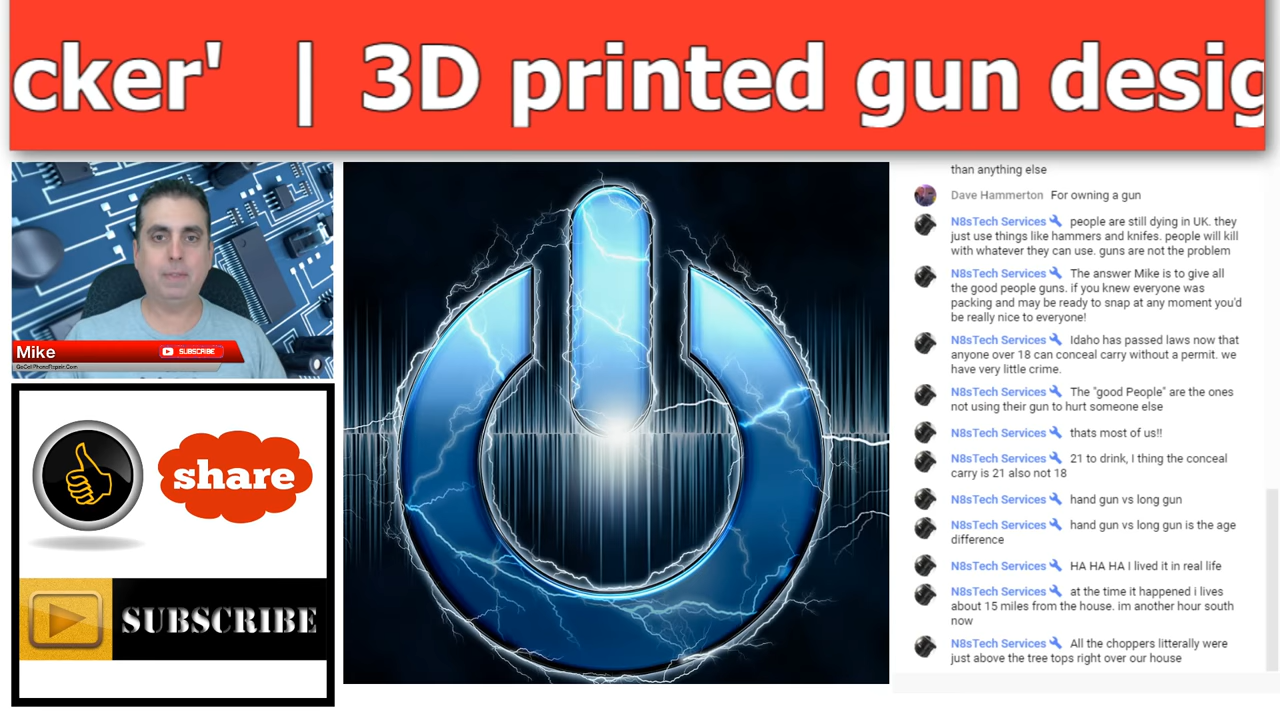 cker' | 3D printed gun desig
Mike
SUBSCRIBE
GoCellPhoneRepair.Com
share
SUBSCRIBE
than anything else
Dave Hammerton For owning a gun
N8sTech Services people are still dying in UK. they
just use things like hammers and knifes. people will kill
with whatever they can use. guns are not the problem
N8sTech Services The answer Mike is to give all
the good people guns. if you knew everyone was
packing and may be ready to snap at any moment you'd
be really nice to everyone!
N8sTech Services Idaho has passed laws now that
anyone over 18 can conceal carry without a permit. we
have very little crime.
N8sTech Services The "good People" are the ones
not using their gun to hurt someone else
N8sTech Services thats most of us!!
N8sTech Services 21 to drink, I thing the conceal
carry is 21 also not 18
N8sTech Services hand gun vs long gun
N8sTech Services hand gun vs long gun is the age
difference
N8sTech Services HA HA HA I lived it in real life
N8sTech Services at the time it happened i lives
about 15 miles from the house. im another hour south
now
N8sTech Services All the choppers litterally were
just above the tree tops right over our house